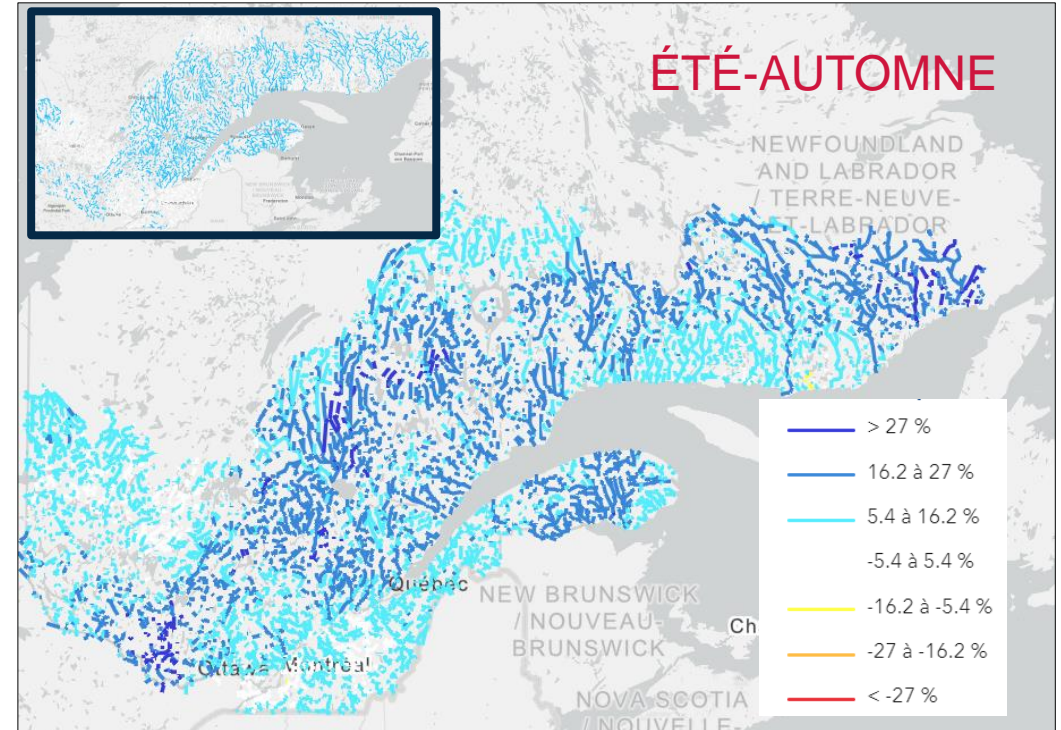 ÉTÉ-AUTOMNE
NEWFOUNDLAND
AND LABRADOR
/ TERRE-NEUVE-
ET-LABRADOR
> 27 %
16.2 à 27 %
5.4 à 16.2 %
-5.4 à 5.4 %
-16.2 à -5.4 %
-27 à -16.2 %
< -27 %
Québec
NEW BRUNSWICK
/ NOUVEAU-
BRUNSWICK
Ch
Ottawa
Montréal
NOVA SCOTIA
/ NOUVELLE-